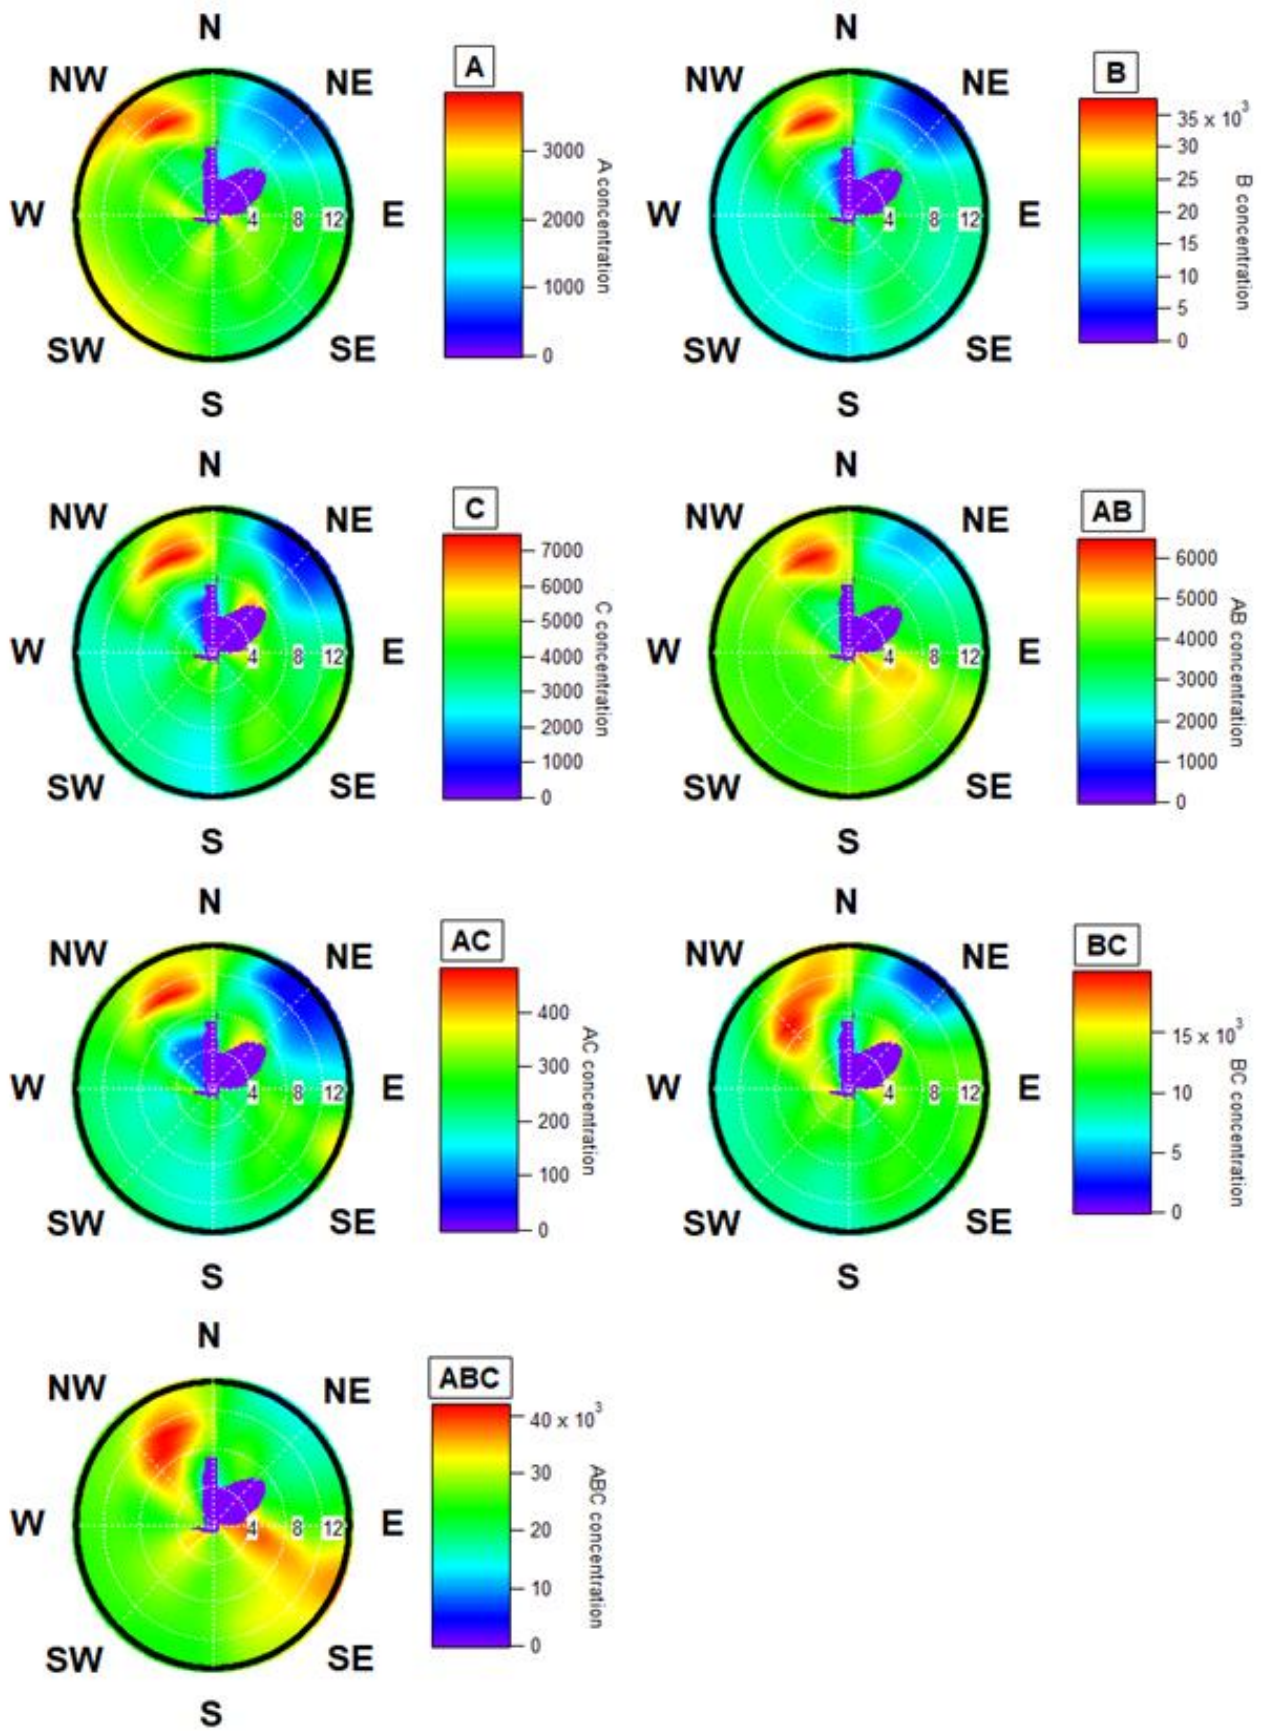 N
A
NW
NE
3000
W
4
8
12
E
2000
1000
0
A concentration
SW
SE
S
N
B
NW
NE
35 x 10³
30
25
W
4
8
12
E
20
15
10
5
0
B concentration
SW
SE
S
N
C
NW
NE
7000
6000
5000
W
4
8
12
E
4000
3000
2000
1000
0
C concentration
SW
SE
S
N
AB
NW
NE
6000
5000
W
4
8
12
E
4000
3000
2000
1000
0
AB concentration
SW
SE
S
N
AC
NW
NE
400
300
W
4
8
12
E
200
100
0
AC concentration
SW
SE
S
N
BC
NW
NE
15 x 10³
W
4
8
12
E
10
5
0
BC concentration
SW
SE
S
N
ABC
NW
NE
40 x 10³
30
W
4
8
12
E
20
10
0
ABC concentration
SW
SE
S